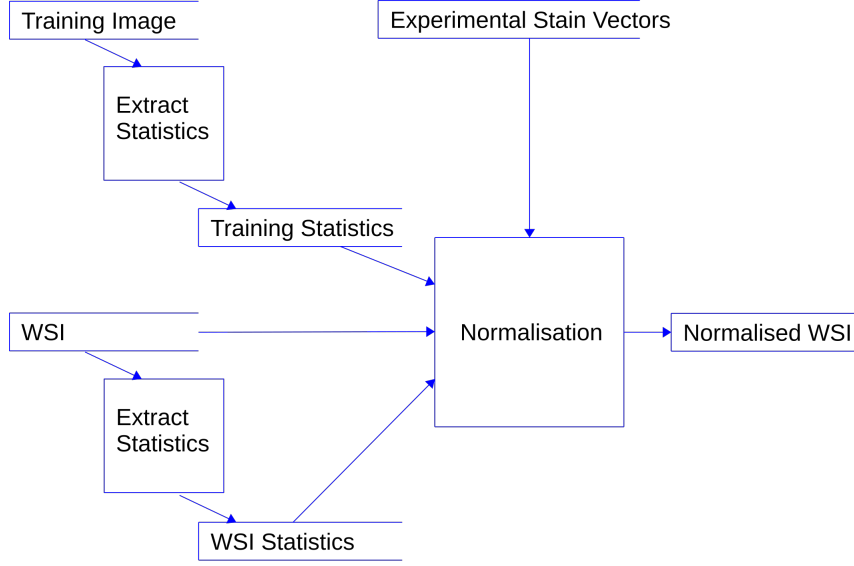 Training Image
Experimental Stain Vectors
Extract
Statistics
Training Statistics
WSI
Normalisation
Normalised WSI
Extract
Statistics
WSI Statistics